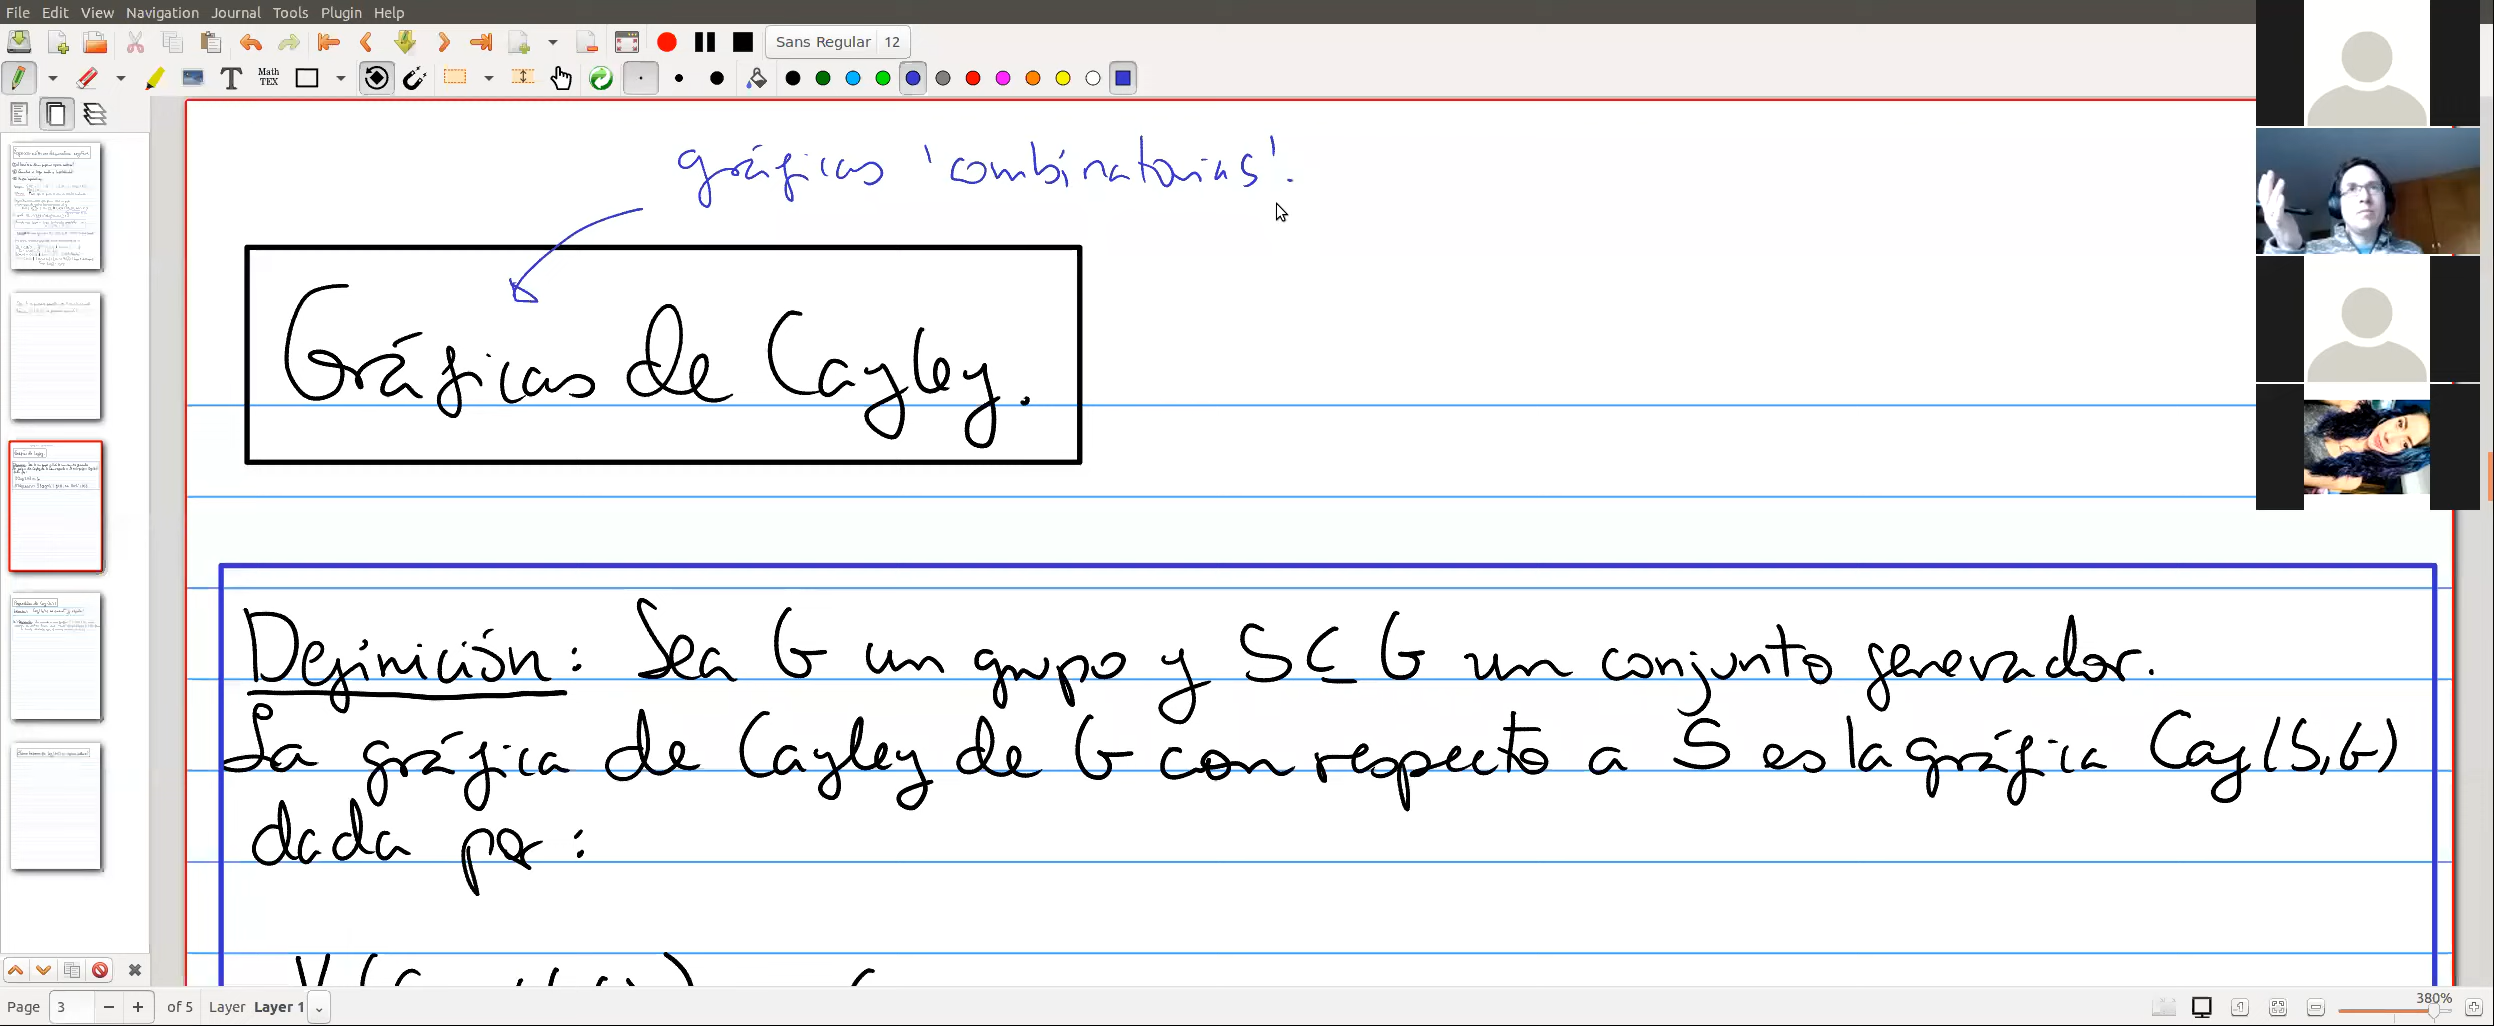 File Edit View Navigation Journal Tools Plugin Help
Sans Regular 12
Math
TEX
gráficas 'combinatorias'.
Gráficas de Cayley.
Definición: Sea G un grupo y S ⊆ G un conjunto generador.
La gráfica de Cayley de G con respecto a S es la gráfica Cay(S,G)
dada por:
Page 3 of 5 Layer Layer 1
380%